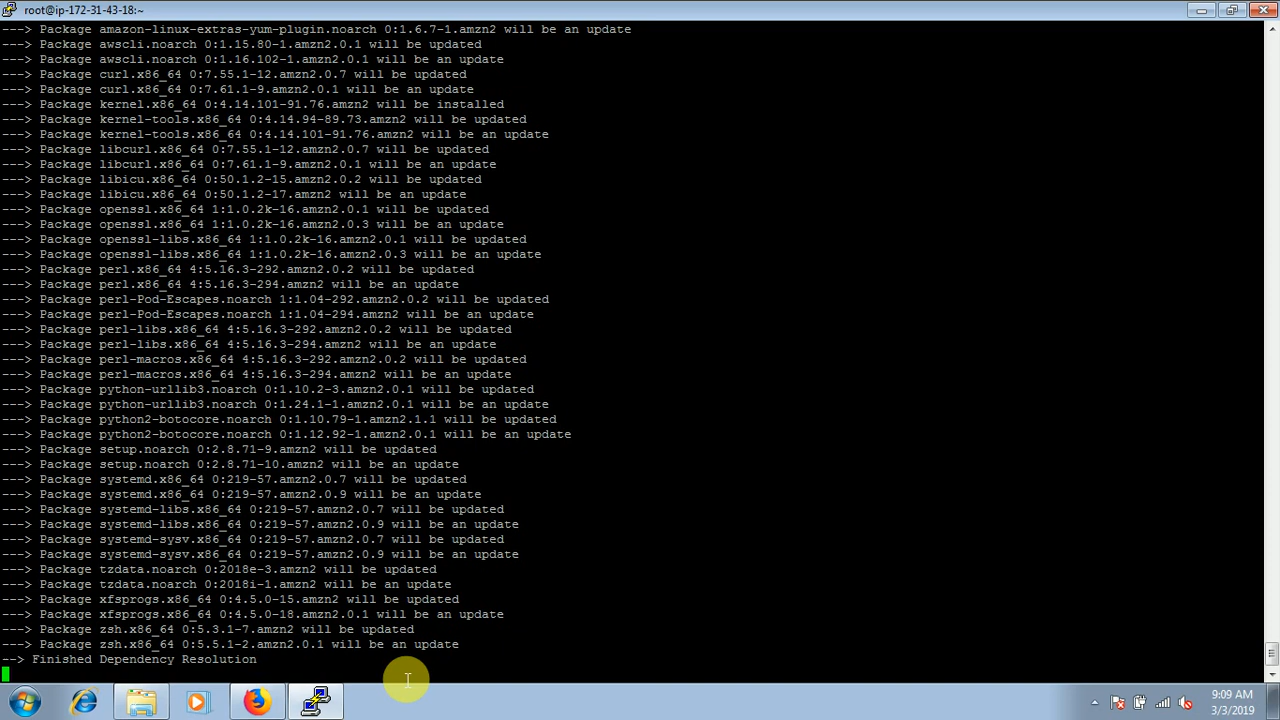 root@ip-172-31-43-18:~
---> Package amazon-linux-extras-yum-plugin.noarch 0:1.6.7-1.amzn2 will be an update
---> Package awscli.noarch 0:1.15.80-1.amzn2.0.1 will be updated
---> Package awscli.noarch 0:1.16.102-1.amzn2.0.1 will be an update
---> Package curl.x86_64 0:7.55.1-12.amzn2.0.7 will be updated
---> Package curl.x86_64 0:7.61.1-9.amzn2.0.1 will be an update
---> Package kernel.x86_64 0:4.14.101-91.76.amzn2 will be installed
---> Package kernel-tools.x86_64 0:4.14.94-89.73.amzn2 will be updated
---> Package kernel-tools.x86_64 0:4.14.101-91.76.amzn2 will be an update
---> Package libcurl.x86_64 0:7.55.1-12.amzn2.0.7 will be updated
---> Package libcurl.x86_64 0:7.61.1-9.amzn2.0.1 will be an update
---> Package libicu.x86_64 0:50.1.2-15.amzn2.0.2 will be updated
---> Package libicu.x86_64 0:50.1.2-17.amzn2 will be an update
---> Package openssl.x86_64 1:1.0.2k-16.amzn2.0.1 will be updated
---> Package openssl.x86_64 1:1.0.2k-16.amzn2.0.3 will be an update
---> Package openssl-libs.x86_64 1:1.0.2k-16.amzn2.0.1 will be updated
---> Package openssl-libs.x86_64 1:1.0.2k-16.amzn2.0.3 will be an update
---> Package perl.x86_64 4:5.16.3-292.amzn2.0.2 will be updated
---> Package perl.x86_64 4:5.16.3-294.amzn2 will be an update
---> Package perl-Pod-Escapes.noarch 1:1.04-292.amzn2.0.2 will be updated
---> Package perl-Pod-Escapes.noarch 1:1.04-294.amzn2 will be an update
---> Package perl-libs.x86_64 4:5.16.3-292.amzn2.0.2 will be updated
---> Package perl-libs.x86_64 4:5.16.3-294.amzn2 will be an update
---> Package perl-macros.x86_64 4:5.16.3-292.amzn2.0.2 will be updated
---> Package perl-macros.x86_64 4:5.16.3-294.amzn2 will be an update
---> Package python-urllib3.noarch 0:1.10.2-3.amzn2.0.1 will be updated
---> Package python-urllib3.noarch 0:1.24.1-1.amzn2.0.1 will be an update
---> Package python2-botocore.noarch 0:1.10.79-1.amzn2.1.1 will be updated
---> Package python2-botocore.noarch 0:1.12.92-1.amzn2.0.1 will be an update
---> Package setup.noarch 0:2.8.71-9.amzn2 will be updated
---> Package setup.noarch 0:2.8.71-10.amzn2 will be an update
---> Package systemd.x86_64 0:219-57.amzn2.0.7 will be updated
---> Package systemd.x86_64 0:219-57.amzn2.0.9 will be an update
---> Package systemd-libs.x86_64 0:219-57.amzn2.0.7 will be updated
---> Package systemd-libs.x86_64 0:219-57.amzn2.0.9 will be an update
---> Package systemd-sysv.x86_64 0:219-57.amzn2.0.7 will be updated
---> Package systemd-sysv.x86_64 0:219-57.amzn2.0.9 will be an update
---> Package tzdata.noarch 0:2018e-3.amzn2 will be updated
---> Package tzdata.noarch 0:2018i-1.amzn2 will be an update
---> Package xfsprogs.x86_64 0:4.5.0-15.amzn2 will be updated
---> Package xfsprogs.x86_64 0:4.5.0-18.amzn2.0.1 will be an update
---> Package zsh.x86_64 0:5.3.1-7.amzn2 will be updated
---> Package zsh.x86_64 0:5.5.1-2.amzn2.0.1 will be an update
--> Finished Dependency Resolution
9:09 AM
3/3/2019